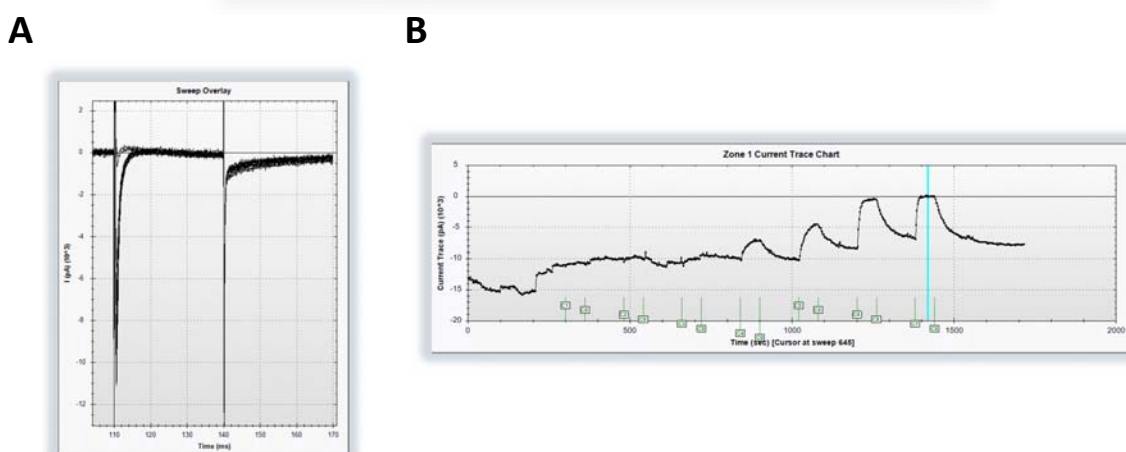 A
B
Sweep Overlay
I (pA) (10^3)
2
0
-2
-4
-6
-8
-10
-12
110 120 130 140 150 160 170
Time (ms)
Zone 1 Current Trace Chart
Current Trace (pA) (10^3)
5
0
-5
-10
-15
-20
0 500 1000 1500 2000
Time (sec) [Cursor at sweep 645]